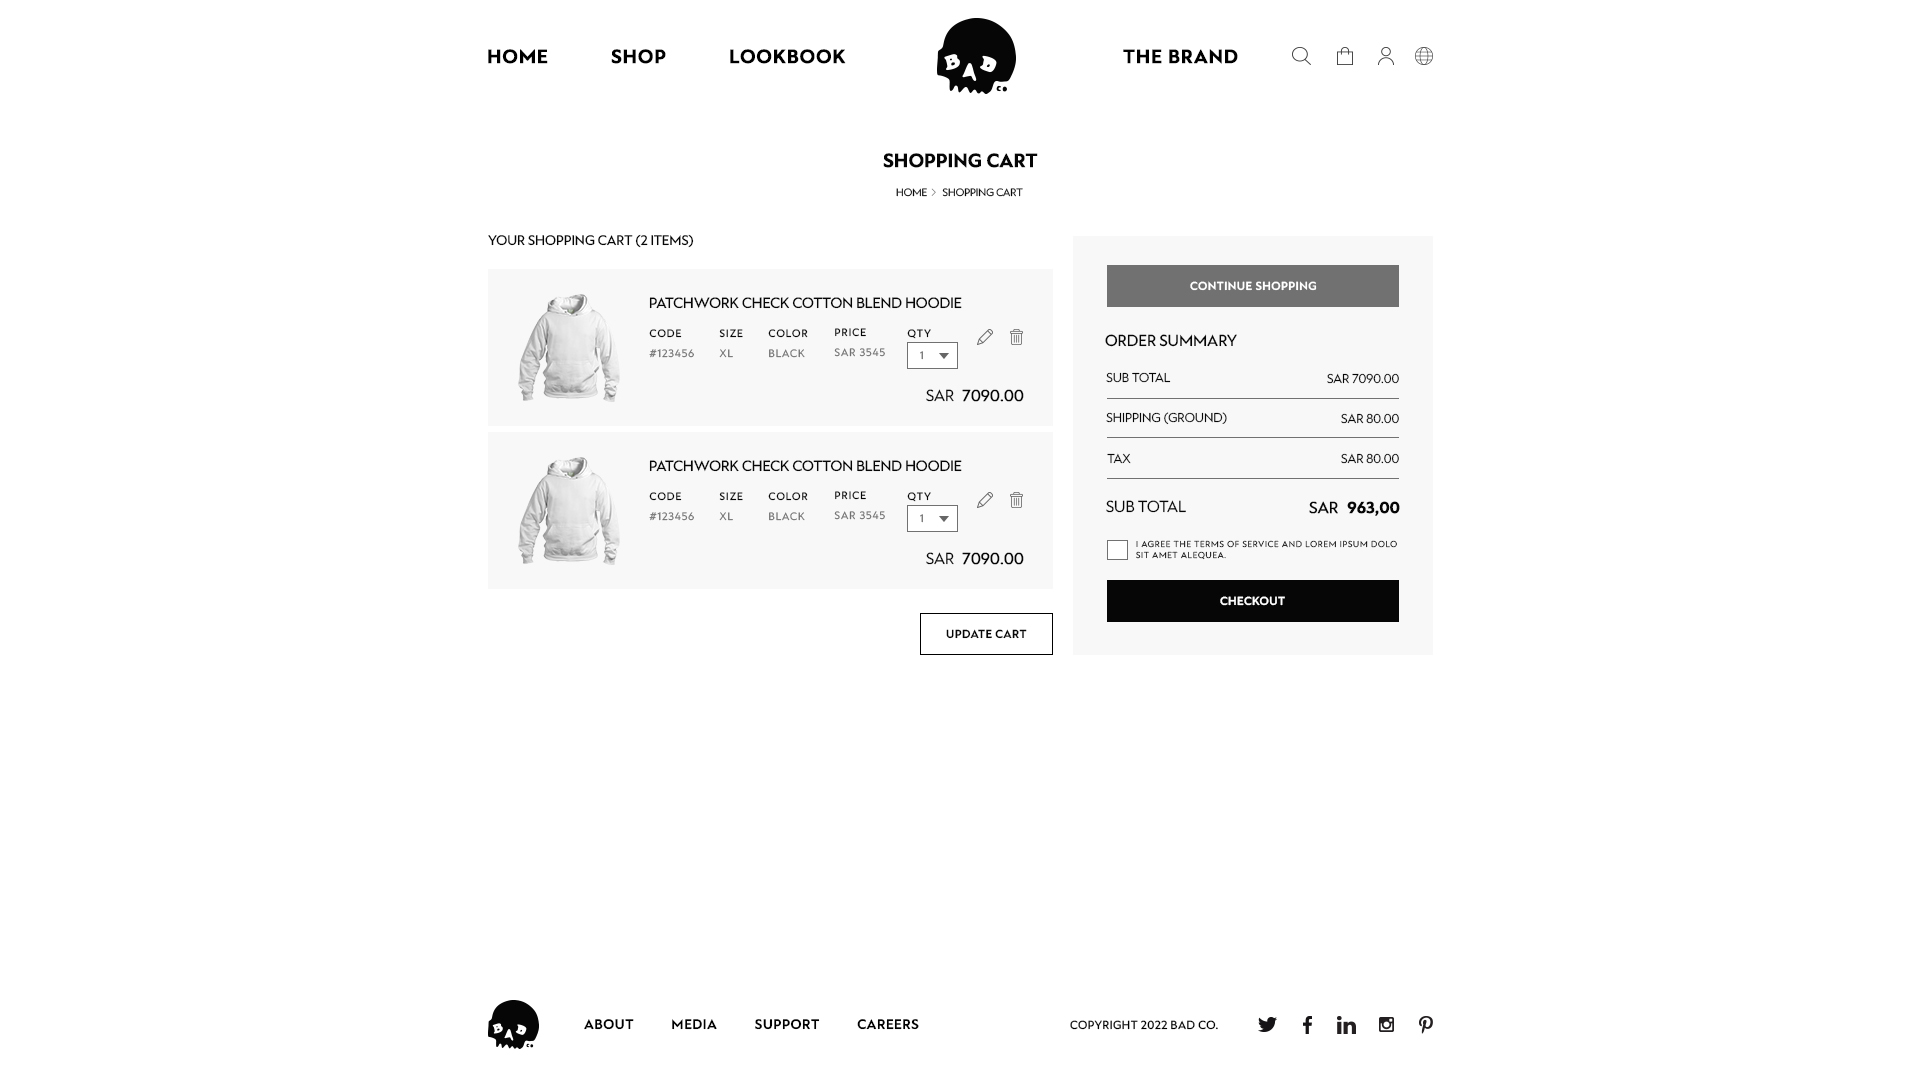 HOME SHOP LOOKBOOK BAD CO THE BRAND
SHOPPING CART
HOME > SHOPPING CART
YOUR SHOPPING CART (2 ITEMS)
PATCHWORK CHECK COTTON BLEND HOODIE
CODE SIZE COLOR PRICE QTY
#123456 XL BLACK SAR 3545 1
SAR 7090.00
PATCHWORK CHECK COTTON BLEND HOODIE
CODE SIZE COLOR PRICE QTY
#123456 XL BLACK SAR 3545 1
SAR 7090.00
UPDATE CART
CONTINUE SHOPPING
ORDER SUMMARY
SUB TOTAL SAR 7090.00
SHIPPING (GROUND) SAR 80.00
TAX SAR 80.00
SUB TOTAL SAR 963,00
I AGREE THE TERMS OF SERVICE AND LOREM IPSUM DOLO
SIT AMET ALEQUEA.
CHECKOUT
BAD CO ABOUT MEDIA SUPPORT CAREERS COPYRIGHT 2022 BAD CO.